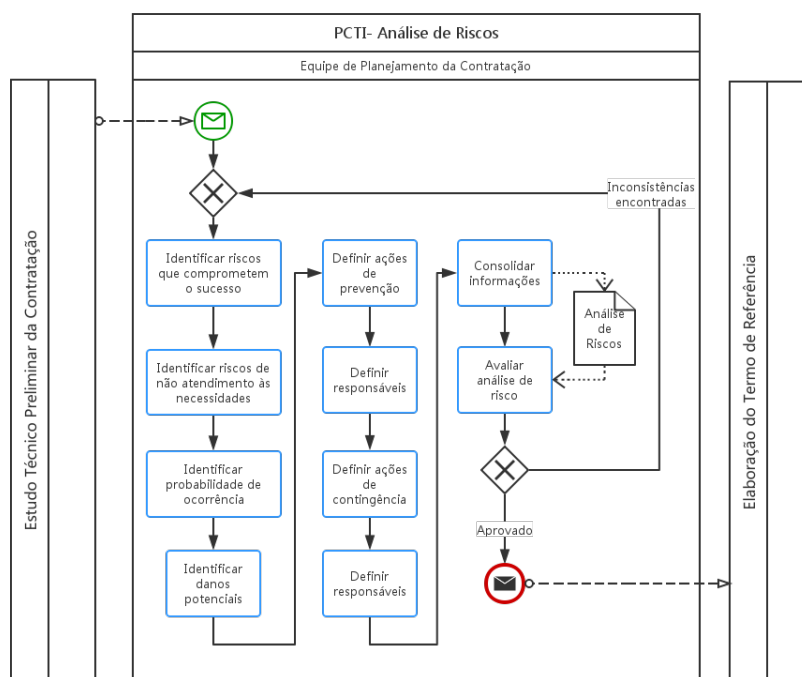 PCTI- Análise de Riscos
Equipe de Planejamento da Contratação
Estudo Técnico Preliminar da Contratação
Inconsistências
encontradas
Identificar riscos
que comprometem
o sucesso
Identificar riscos de
não atendimento às
necessidades
Identificar
probabilidade de
ocorrência
Identificar
danos
potenciais
Definir ações
de
prevenção
Definir
responsáveis
Definir ações
de
contingência
Definir
responsáveis
Consolidar
informações
Análise
de
Riscos
Avaliar
análise de
risco
Aprovado
Elaboração do Termo de Referência